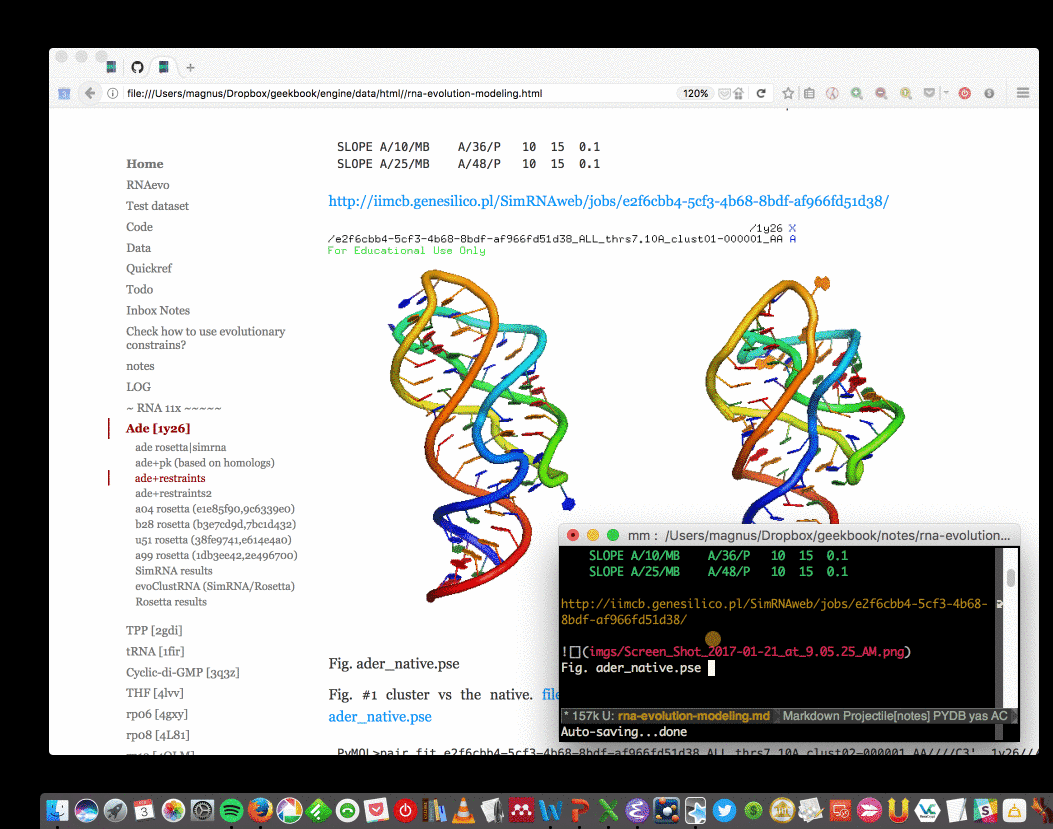 file:///Users/magnus/Dropbox/geekbook/engine/data/html//rna-evolution-modeling.html
120%
Home
RNAevo
Test dataset
Code
Data
Quickref
Todo
Inbox Notes
Check how to use evolutionary
constrains?
notes
LOG
~ RNA 11x ~~~~~
Ade [1y26]
ade rosetta|simrna
ade+pk (based on homologs)
ade+restraints
ade+restraints2
a04 rosetta (e1e85f90,9c6339e0)
b28 rosetta (b3e7cd9d,7bc1d432)
u51 rosetta (38fe9741,e614e4a0)
a99 rosetta (1db3ee42,2e496700)
SimRNA results
evoClustRNA (SimRNA/Rosetta)
Rosetta results
TPP [2gdi]
tRNA [1fir]
Cyclic-di-GMP [3q3z]
THF [4lvv]
rp06 [4gxy]
rp08 [4L81]
SLOPE A/10/MB A/36/P 10 15 0.1
SLOPE A/25/MB A/48/P 10 15 0.1
http://iimcb.genesilico.pl/SimRNAweb/jobs/e2f6cbb4-5cf3-4b68-8bdf-af966fd51d38/
/1y26 X
/e2f6cbb4-5cf3-4b68-8bdf-af966fd51d38_ALL_thrs7.10A_clust01-000001_AA A
For Educational Use Only
Fig. ader_native.pse
Fig. #1 cluster vs the native.
ader_native.pse
PyMOL>pair_fit e2f6cbb4-5cf3-4b68-8bdf-af966fd51d38_ALL_thrs7.10A_clust02-000001_AA////C3', 1y26///
mm : /Users/magnus/Dropbox/geekbook/notes/rna-evolution...
SLOPE A/10/MB A/36/P 10 15 0.1
SLOPE A/25/MB A/48/P 10 15 0.1
http://iimcb.genesilico.pl/SimRNAweb/jobs/e2f6cbb4-5cf3-4b68-
8bdf-af966fd51d38/
![](imgs/Screen_Shot_2017-01-21_at_9.05.25_AM.png)
Fig. ader_native.pse
* 157k U: rna-evolution-modeling.md Markdown Projectile[notes] PYDB yas AC
Auto-saving...done
3